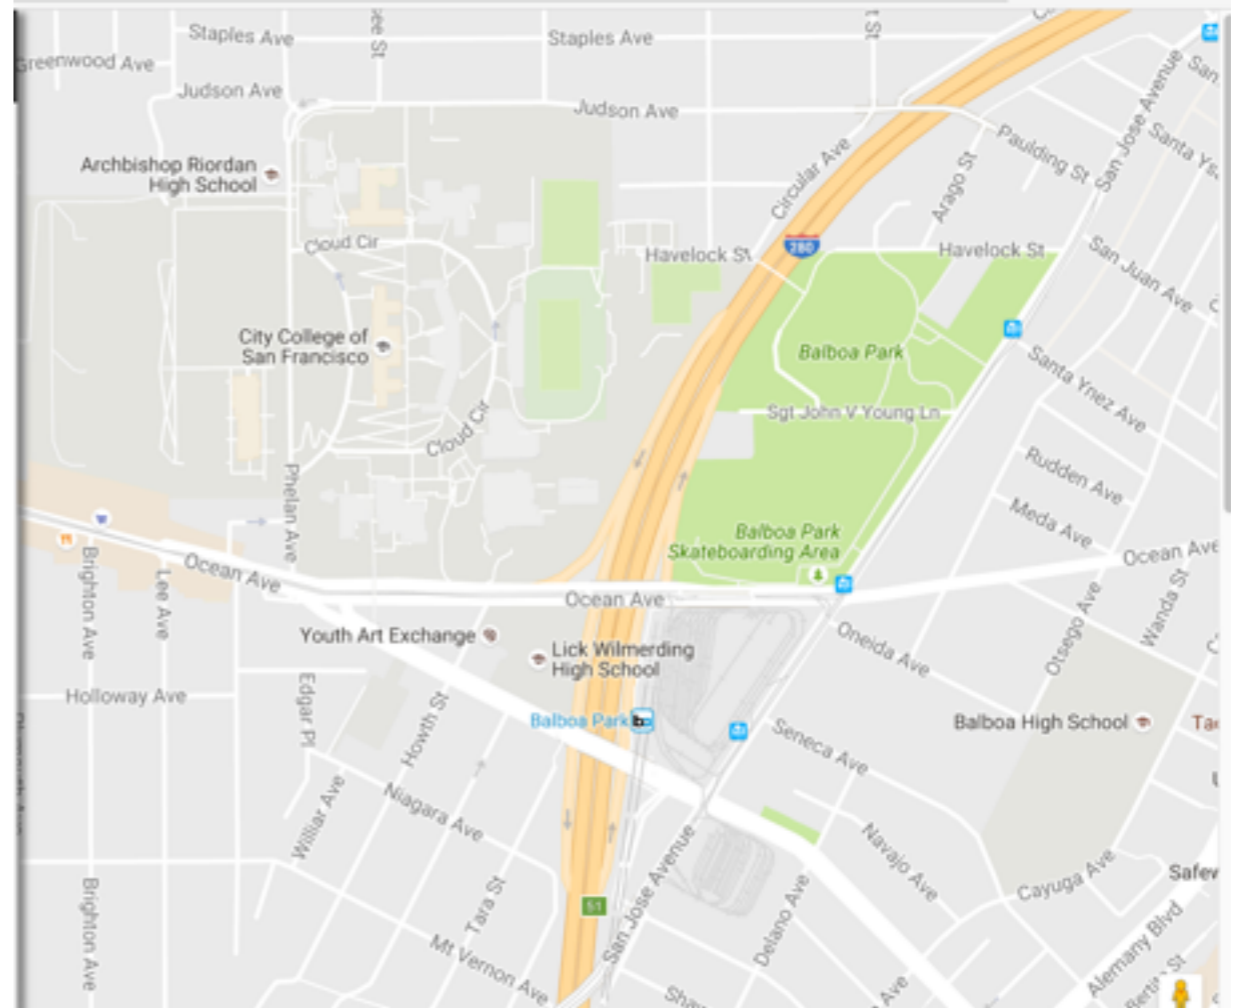 Staples Ave
Staples Ave
Greenwood Ave
Judson Ave
Judson Ave
San Jose Avenue
Paulding St
Archbishop Riordan
High School
Circular Ave
Arago St
Cloud Cir
Havelock St
280
Havelock St
San Juan Ave
City College of
San Francisco
Balboa Park
Santa Ynez Ave
Sgt John V Young Ln
Cloud Cir
Phelan Ave
Rudden Ave
Meda Ave
Balboa Park
Skateboarding Area
Ocean Ave
Ocean Ave
Ocean Ave
Brighton Ave
Lee Ave
Youth Art Exchange
Lick Wilmerding
High School
Oneida Ave
Otsego Ave
Wanda St
Holloway Ave
Edgar Pl
Howth St
Balboa Park
Balboa High School
Seneca Ave
Niagara Ave
Williar Ave
Navajo Ave
Cayuga Ave
Brighton Ave
Tara St
51
San Jose Avenue
Delano Ave
Alemany Blvd
Mt Vernon Ave